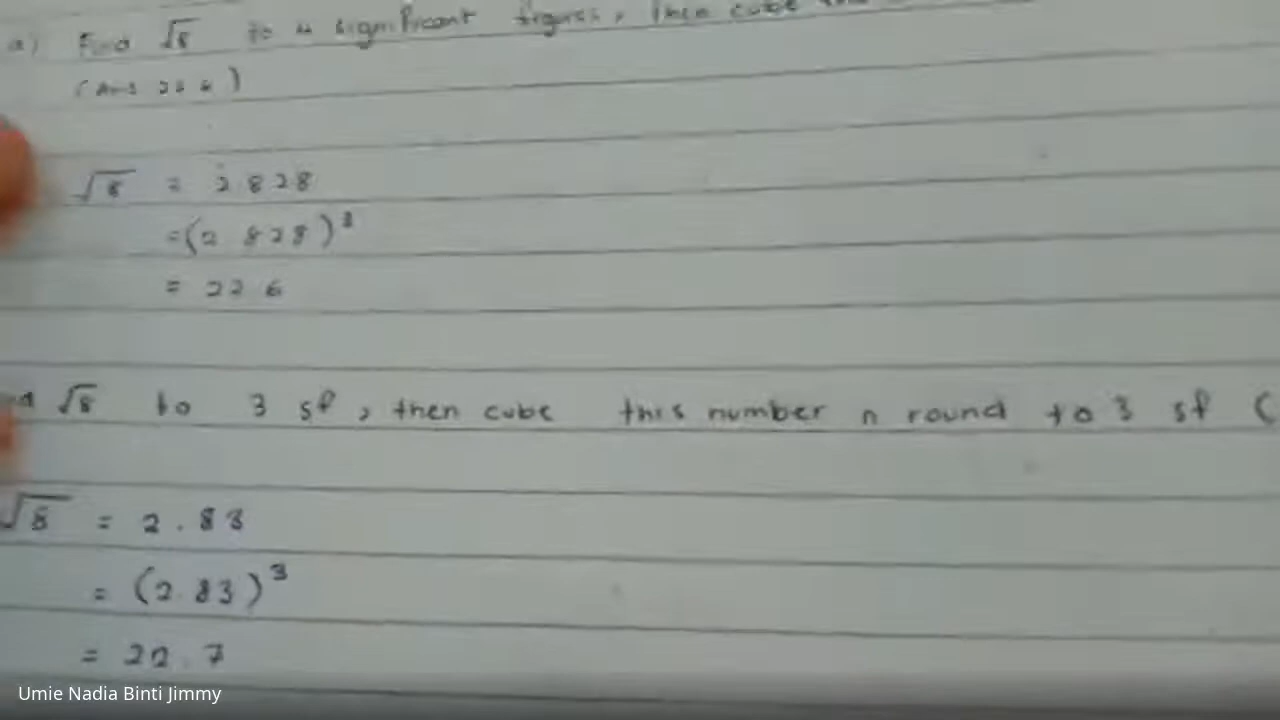 a) Find √8 to 4 significant figures, then cube
(Ans 22.6)
√8 = 2.828
= (2.828)³
= 22.6
√8 to 3 sf, then cube this number n round to 3 sf (
√8 = 2.83
= (2.83)³
= 22.7
Umie Nadia Binti Jimmy